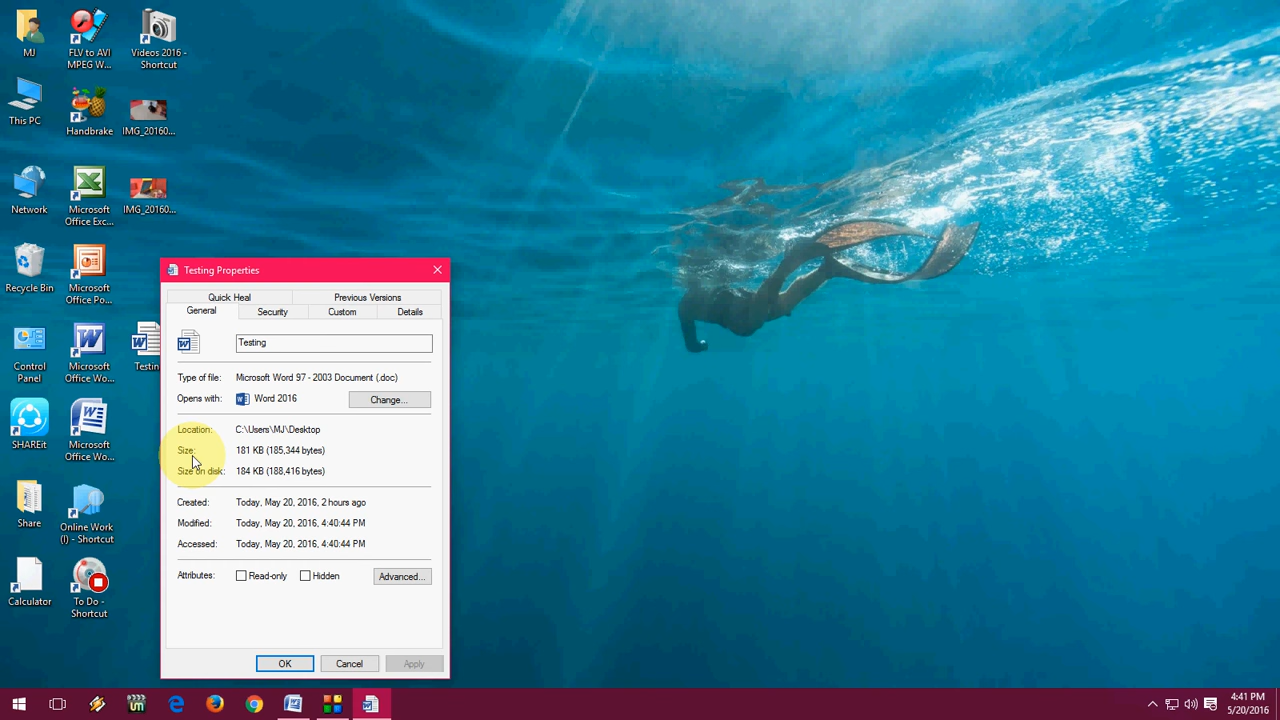 MJ
FLV to AVI
MPEG W...
Videos 2016 -
Shortcut
This PC
Handbrake
IMG_20160...
Network
Microsoft
Office Exc...
IMG_20160...
Recycle Bin
Microsoft
Office Po...
Control
Panel
Microsoft
Office Wo...
Testin
SHAREit
Microsoft
Office Wo...
Share
Online Work
(I) - Shortcut
Calculator
To Do -
Shortcut
Testing Properties
Quick Heal
Previous Versions
General
Security
Custom
Details
Testing
Type of file: Microsoft Word 97 - 2003 Document (.doc)
Opens with: Word 2016
Change...
Location: C:\Users\MJ\Desktop
Size: 181 KB (185,344 bytes)
Size on disk: 184 KB (188,416 bytes)
Created: Today, May 20, 2016, 2 hours ago
Modified: Today, May 20, 2016, 4:40:44 PM
Accessed: Today, May 20, 2016, 4:40:44 PM
Attributes: Read-only Hidden Advanced...
OK Cancel Apply
4:41 PM
5/20/2016